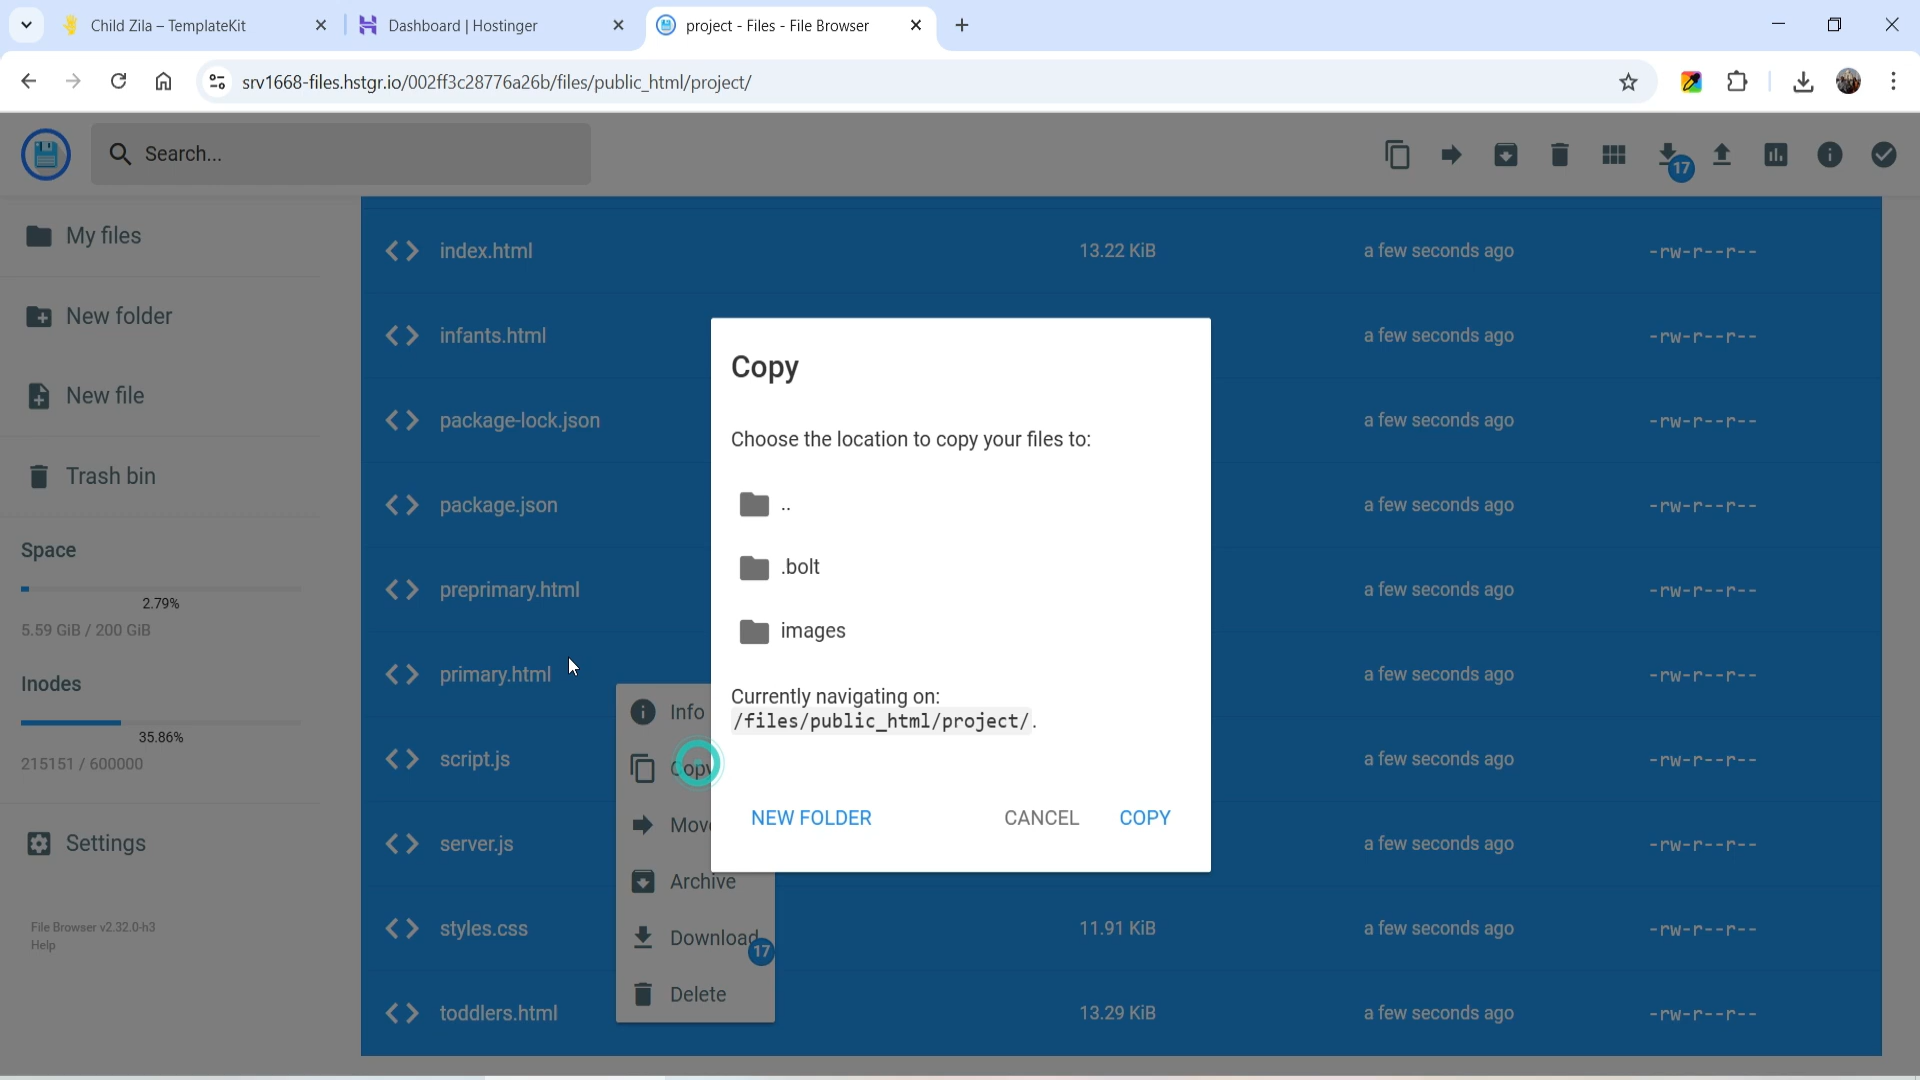 Child Zila – TemplateKit
Dashboard | Hostinger
project - Files - File Browser
srv1668-files.hstgr.io/002ff3c28776a26b/files/public_html/project/
Search...
17
My files
New folder
New file
Trash bin
Space
2.79%
5.59 GiB / 200 GiB
Inodes
35.86%
215151 / 600000
Settings
File Browser v2.32.0-h3
Help
index.html 13.22 KiB a few seconds ago -rw-r--r--
infants.html a few seconds ago -rw-r--r--
package-lock.json a few seconds ago -rw-r--r--
package.json a few seconds ago -rw-r--r--
preprimary.html a few seconds ago -rw-r--r--
primary.html a few seconds ago -rw-r--r--
script.js a few seconds ago -rw-r--r--
server.js a few seconds ago -rw-r--r--
styles.css 11.91 KiB a few seconds ago -rw-r--r--
toddlers.html 13.29 KiB a few seconds ago -rw-r--r--
Info
Copy
Move
Archive
Download
17
Delete
Copy
Choose the location to copy your files to:
..
.bolt
images
Currently navigating on:
/files/public_html/project/.
NEW FOLDER CANCEL COPY